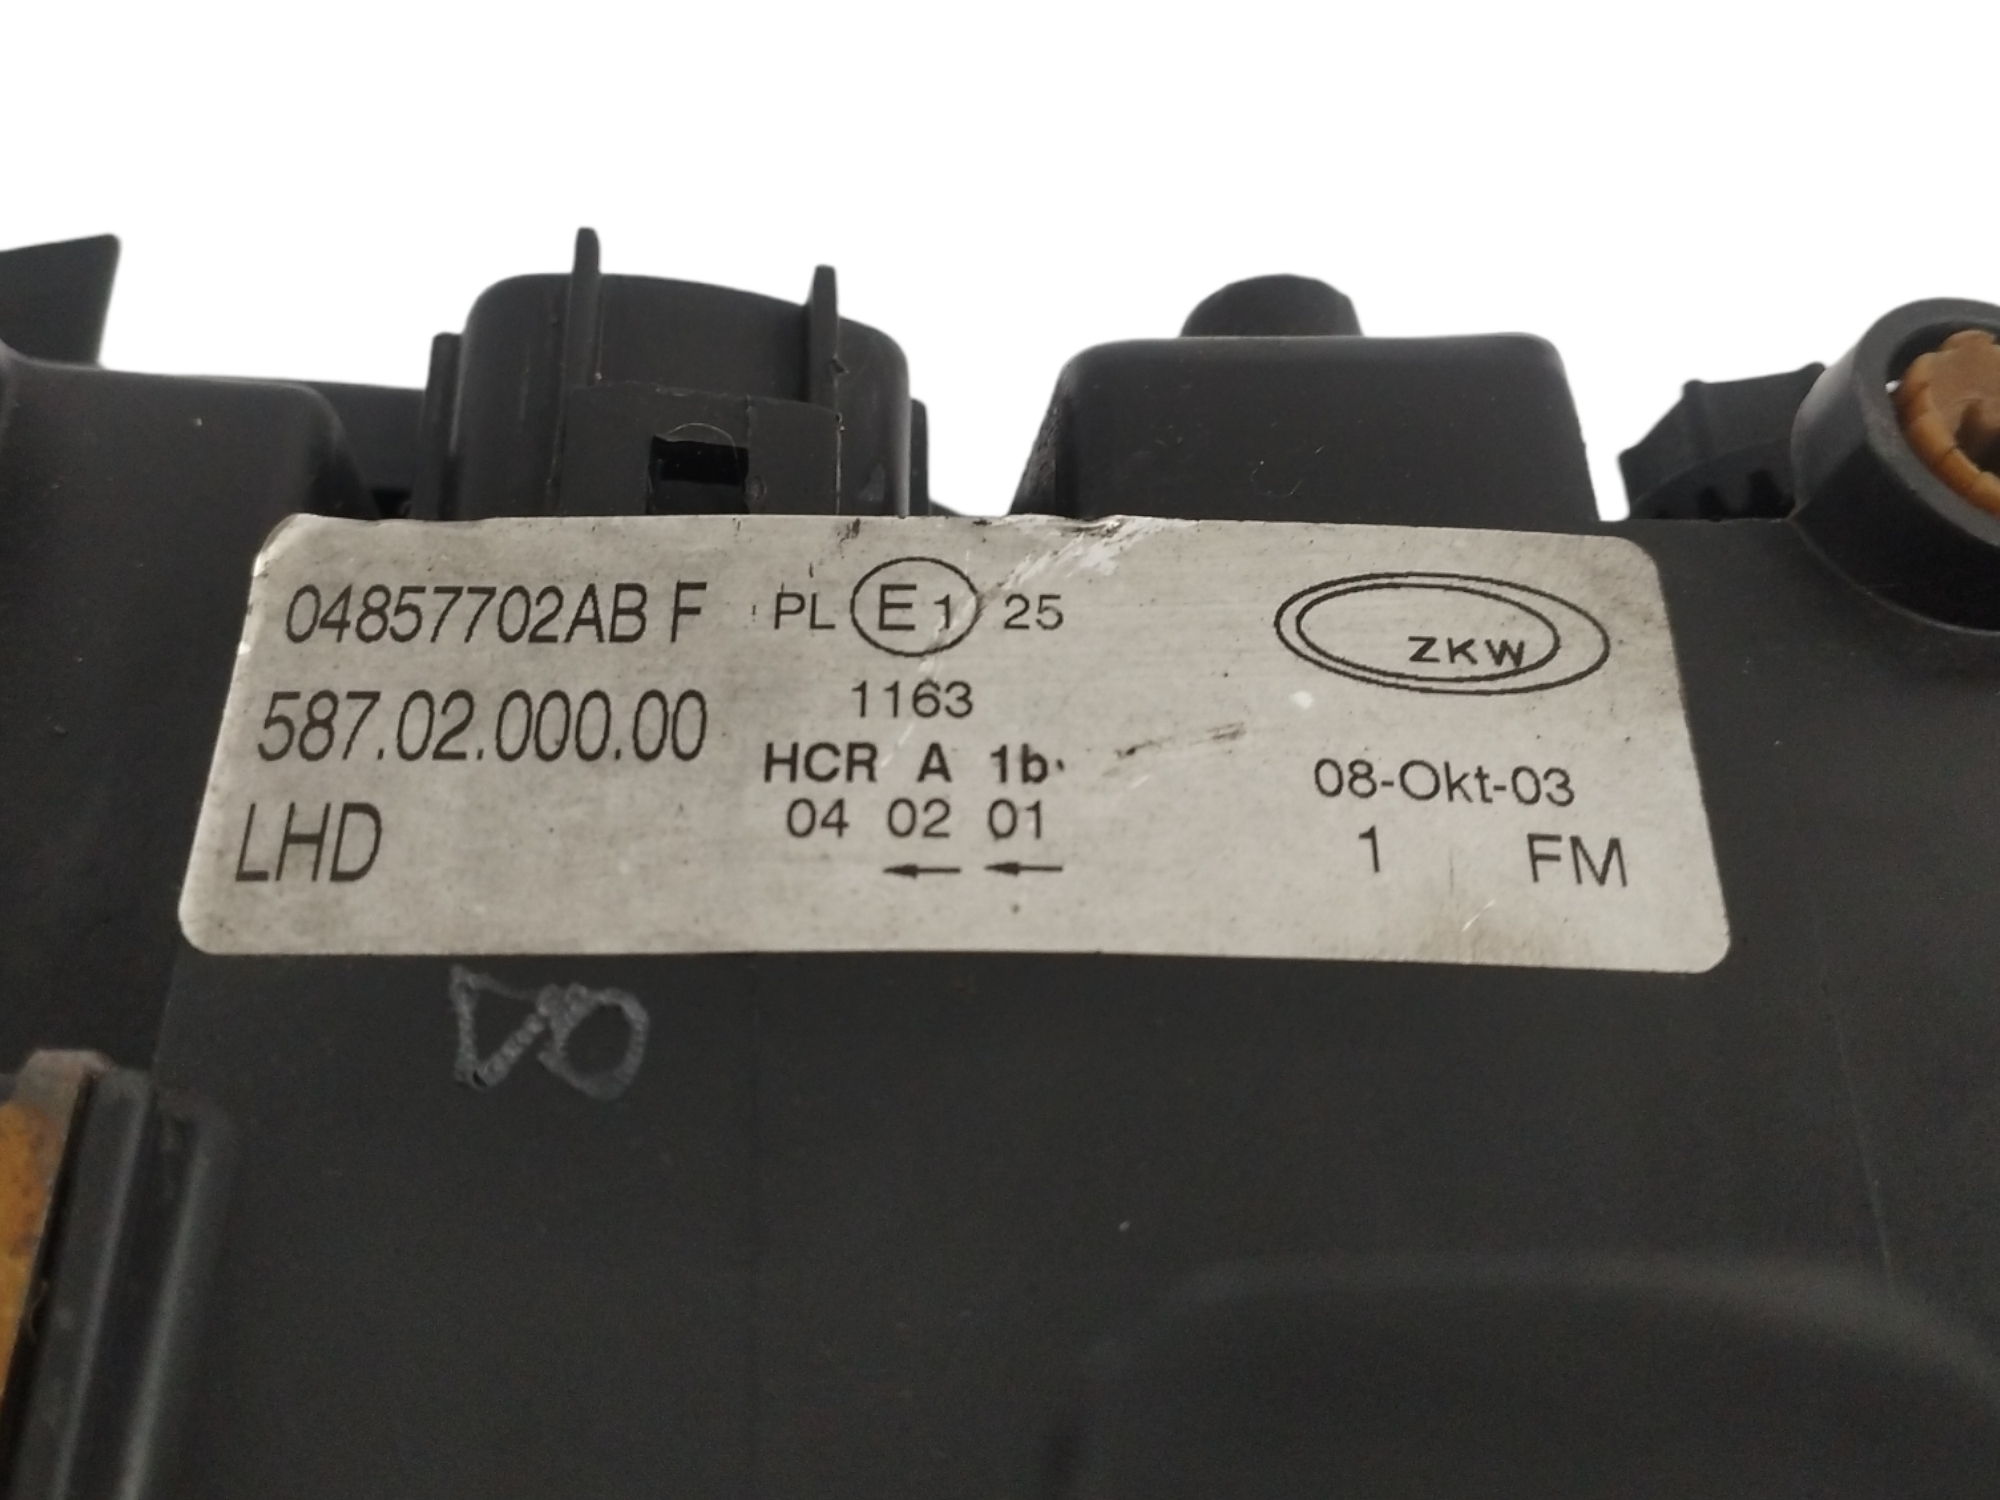 04857702AB F PL E1 25
587.02.000.00 1163
HCR A 1b
LHD 04 02 01
← ←
ZKW
08-Okt-03
1 FM